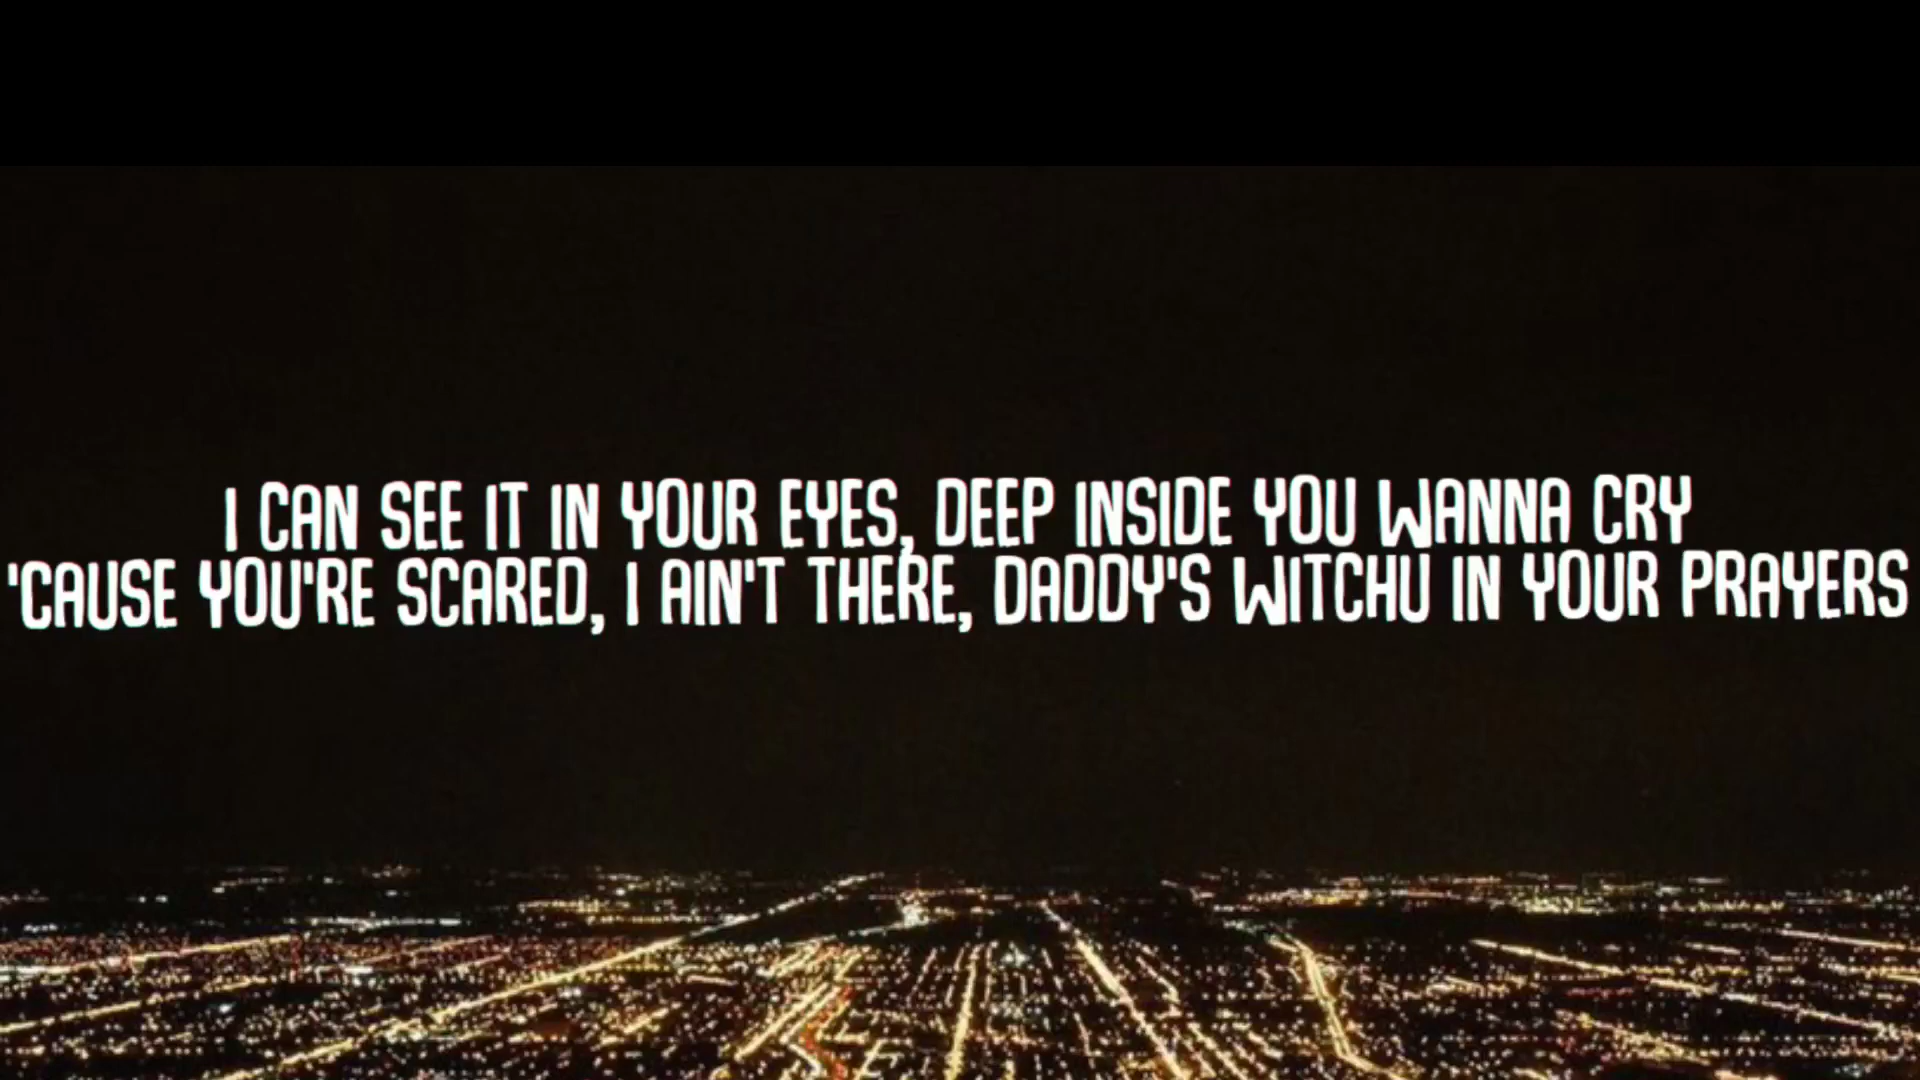 I CAN SEE IT IN YOUR EYES, DEEP INSIDE YOU WANNA CRY
'CAUSE YOU'RE SCARED, I AIN'T THERE, DADDY'S WITCHU IN YOUR PRAYERS